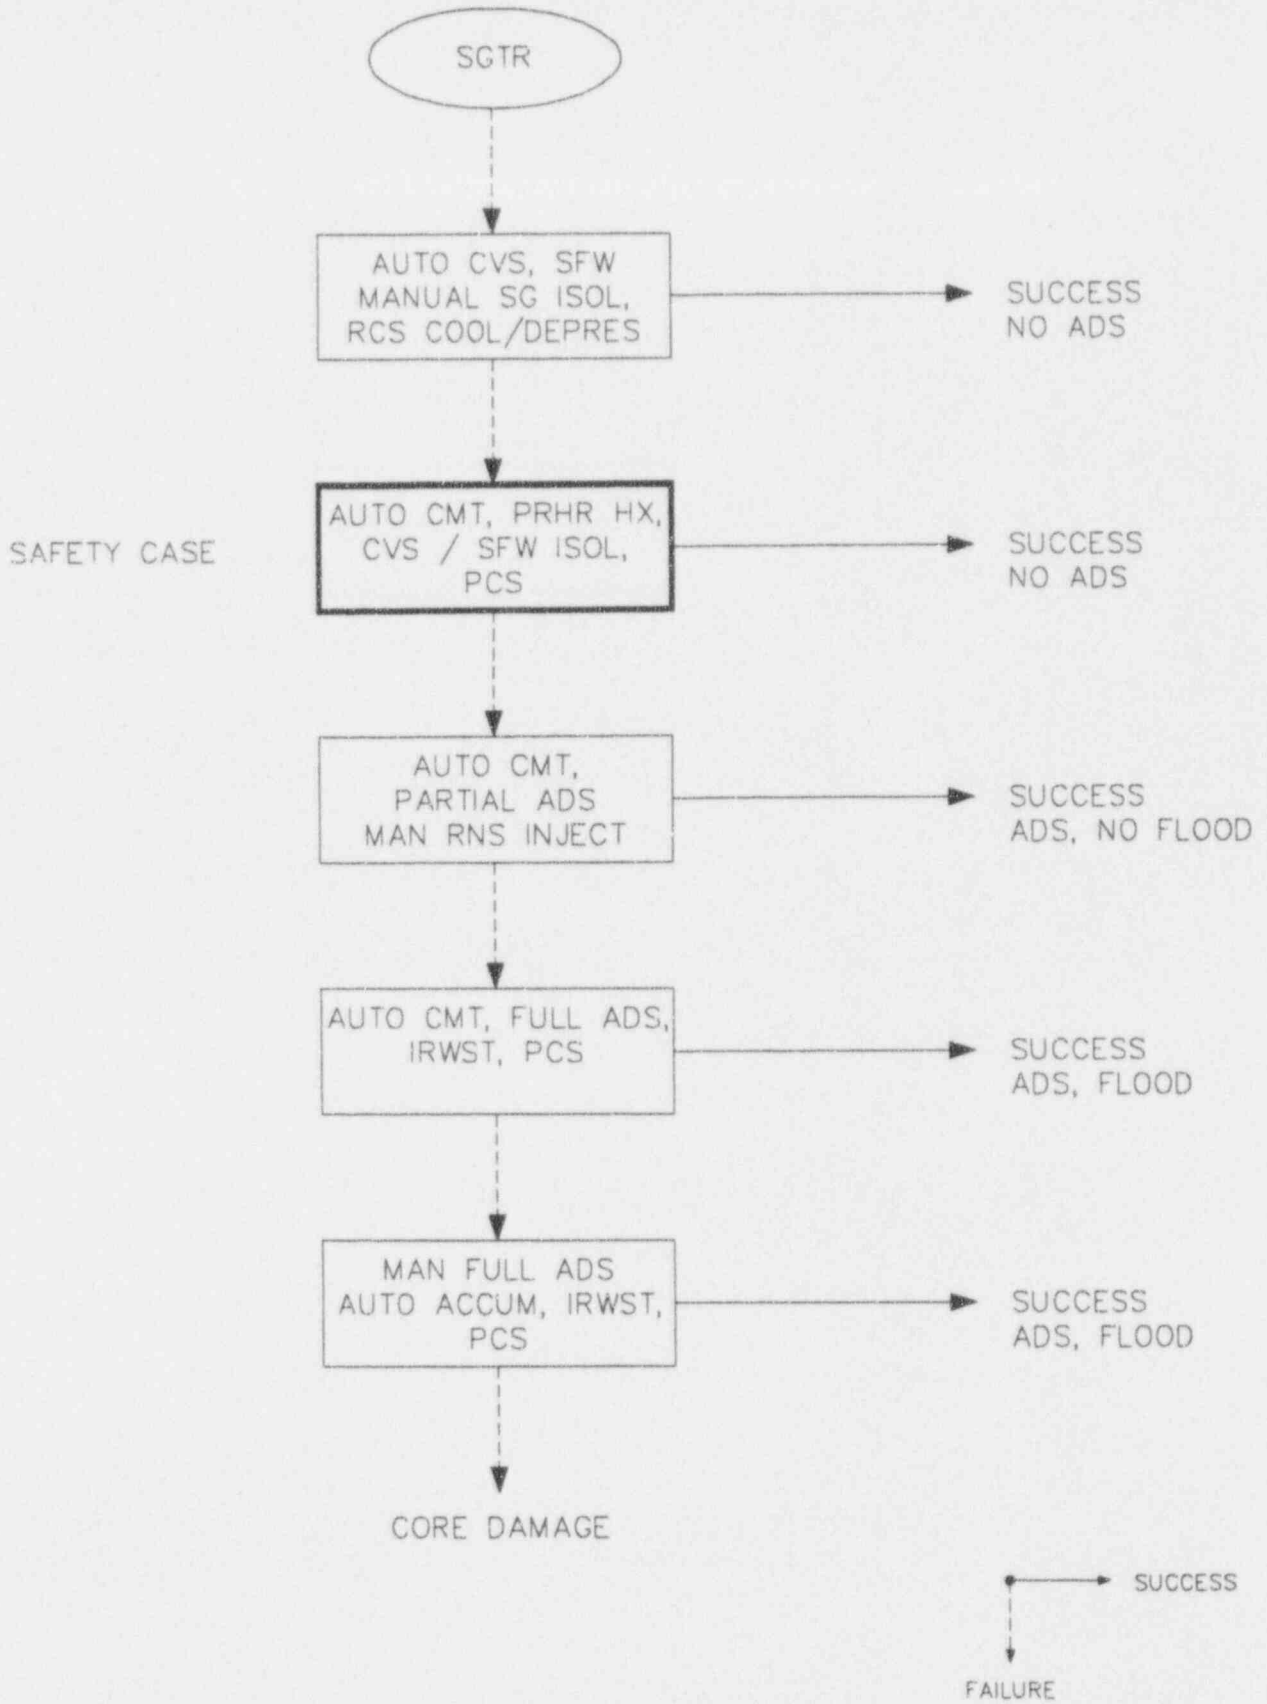 SGTR
AUTO CVS, SFW
MANUAL SG ISOL,
RCS COOL/DEPRES
SUCCESS
NO ADS
SAFETY CASE
AUTO CMT, PRHR HX,
CVS / SFW ISOL,
PCS
SUCCESS
NO ADS
AUTO CMT,
PARTIAL ADS
MAN RNS INJECT
SUCCESS
ADS, NO FLOOD
AUTO CMT, FULL ADS,
IRWST, PCS
SUCCESS
ADS, FLOOD
MAN FULL ADS
AUTO ACCUM, IRWST,
PCS
SUCCESS
ADS, FLOOD
CORE DAMAGE
SUCCESS
FAILURE